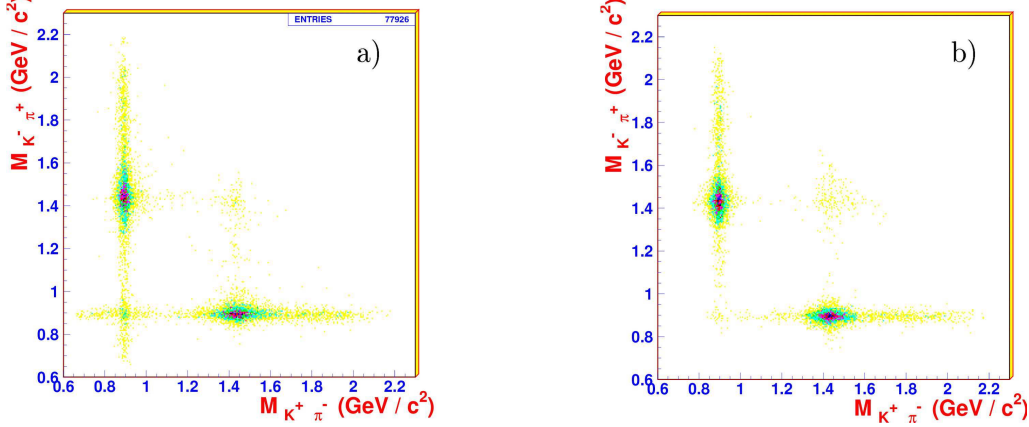 ENTRIES 77926
a)
M K- π+ (GeV / c²)
2.2
2
1.8
1.6
1.4
1.2
1
0.8
0.6
0.6 0.8 1 1.2 1.4 1.6 1.8 2 2.2
M K+ π- (GeV / c²)
b)
M K- π+ (GeV / c²)
2.2
2
1.8
1.6
1.4
1.2
1
0.8
0.6
0.6 0.8 1 1.2 1.4 1.6 1.8 2 2.2
M K+ π- (GeV / c²)